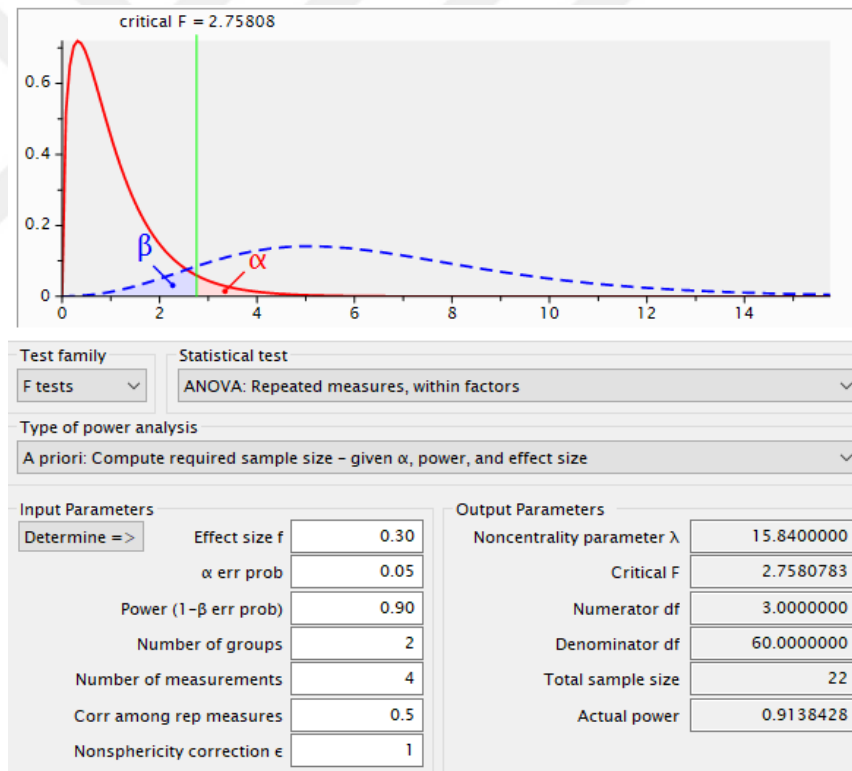 critical F = 2.75808
0.6
0.4
0.2
0
β
α
0 2 4 6 8 10 12 14
Test family Statistical test
F tests ANOVA: Repeated measures, within factors
Type of power analysis
A priori: Compute required sample size – given α, power, and effect size
Input Parameters Output Parameters
Determine => Effect size f 0.30 Noncentrality parameter λ 15.8400000
α err prob 0.05 Critical F 2.7580783
Power (1-β err prob) 0.90 Numerator df 3.0000000
Number of groups 2 Denominator df 60.0000000
Number of measurements 4 Total sample size 22
Corr among rep measures 0.5 Actual power 0.9138428
Nonsphericity correction ϵ 1